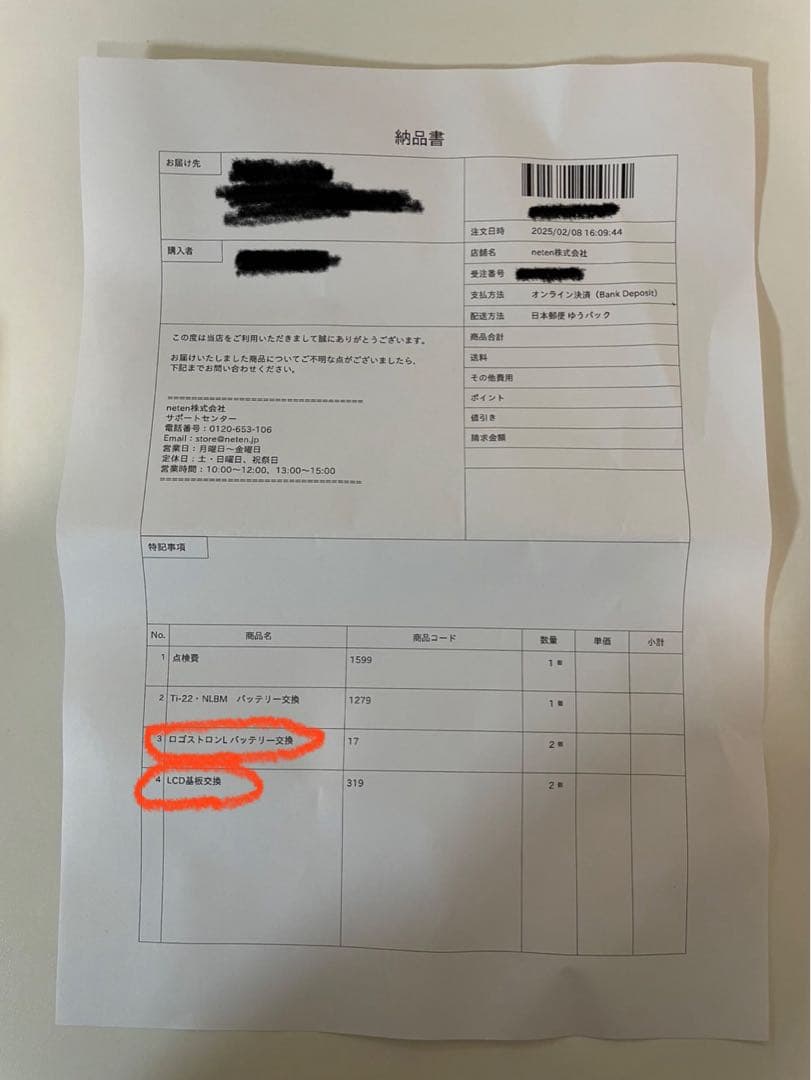 納品書
お届け先
購入者
注文日時 2025/02/08 16:09:44
店舗名 neten株式会社
受注番号
支払方法 オンライン決済（Bank Deposit）
配送方法 日本郵便 ゆうパック
商品合計
送料
その他費用
ポイント
値引き
請求金額
この度は当店をご利用いただきまして誠にありがとうございます。
お届けいたしました商品についてご不明な点がございましたら、
下記までお問い合わせください。
================================
neten株式会社
サポートセンター
電話番号：0120-653-106
Email：store@neten.jp
営業日：月曜日～金曜日
定休日：土・日曜日、祝祭日
営業時間：10:00～12:00、13:00～15:00
================================
特記事項
No. 商品名 商品コード 数量 単価 小計
1 点検費 1599 1個
2 Ti-22・NLBM バッテリー交換 1279 1個
3 ロゴストロンL バッテリー交換 17 2個
4 LCD基板交換 319 2個